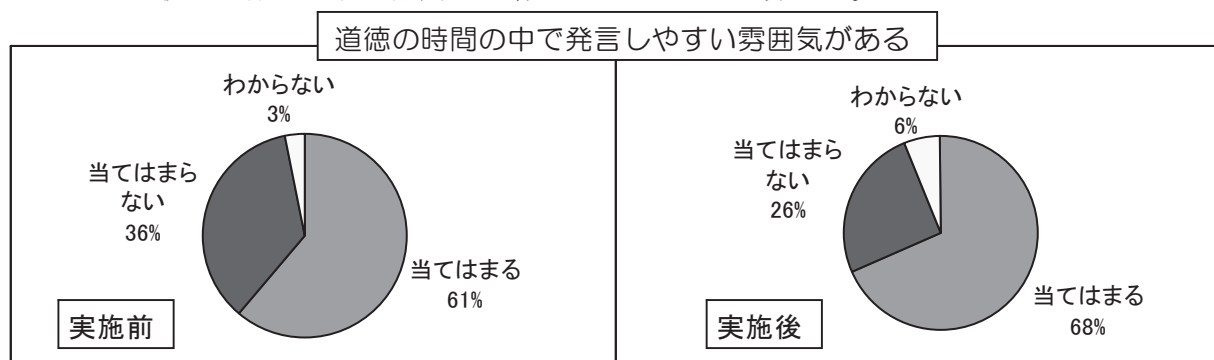 道徳の時間の中で発言しやすい雰囲気がある
わからない
3%
当てはまら
ない
36%
当てはまる
61%
実施前
わからない
6%
当てはまら
ない
26%
当てはまる
68%
実施後